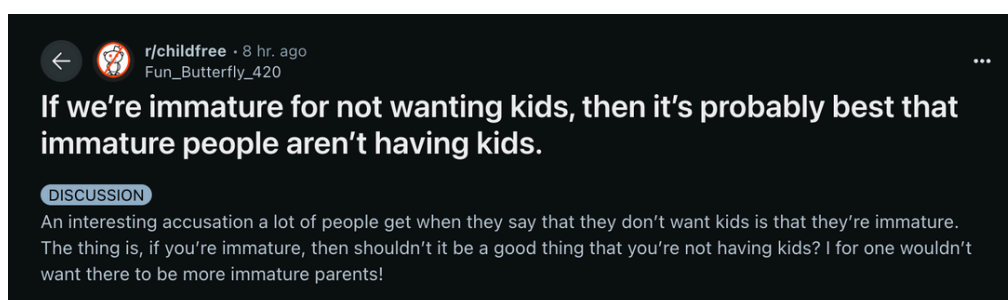 r/childfree • 8 hr. ago
Fun_Butterfly_420
If we’re immature for not wanting kids, then it’s probably best that
immature people aren’t having kids.
DISCUSSION
An interesting accusation a lot of people get when they say that they don’t want kids is that they’re immature.
The thing is, if you’re immature, then shouldn’t it be a good thing that you’re not having kids? I for one wouldn’t
want there to be more immature parents!